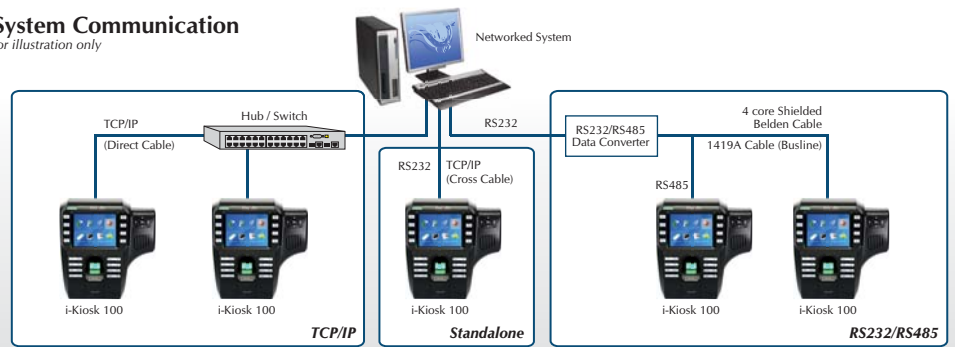 System Communication
or illustration only
Networked System
TCP/IP
(Direct Cable)
Hub / Switch
i-Kiosk 100
i-Kiosk 100
TCP/IP
RS232
TCP/IP
(Cross Cable)
i-Kiosk 100
Standalone
RS232
RS232/RS485
Data Converter
4 core Shielded
Belden Cable
1419A Cable (Busline)
RS485
i-Kiosk 100
i-Kiosk 100
RS232/RS485